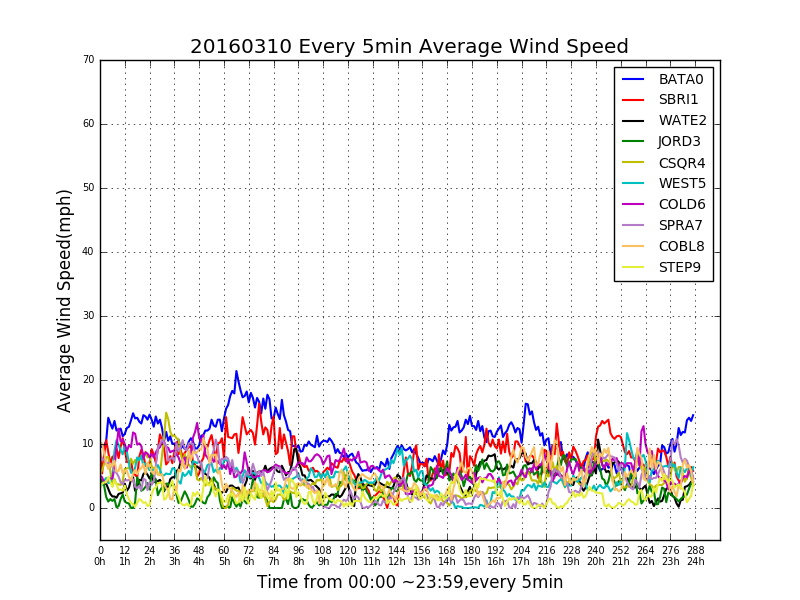 20160310 Every 5min Average Wind Speed
70
60
50
40
30
20
10
0
Average Wind Speed(mph)
BATA0
SBRI1
WATE2
JORD3
CSQR4
WEST5
COLD6
SPRA7
COBL8
STEP9
0 12 24 36 48 60 72 84 96 108 120 132 144 156 168 180 192 204 216 228 240 252 264 276 288
0h 1h 2h 3h 4h 5h 6h 7h 8h 9h 10h 11h 12h 13h 14h 15h 16h 17h 18h 19h 20h 21h 22h 23h 24h
Time from 00:00 ~23:59,every 5min